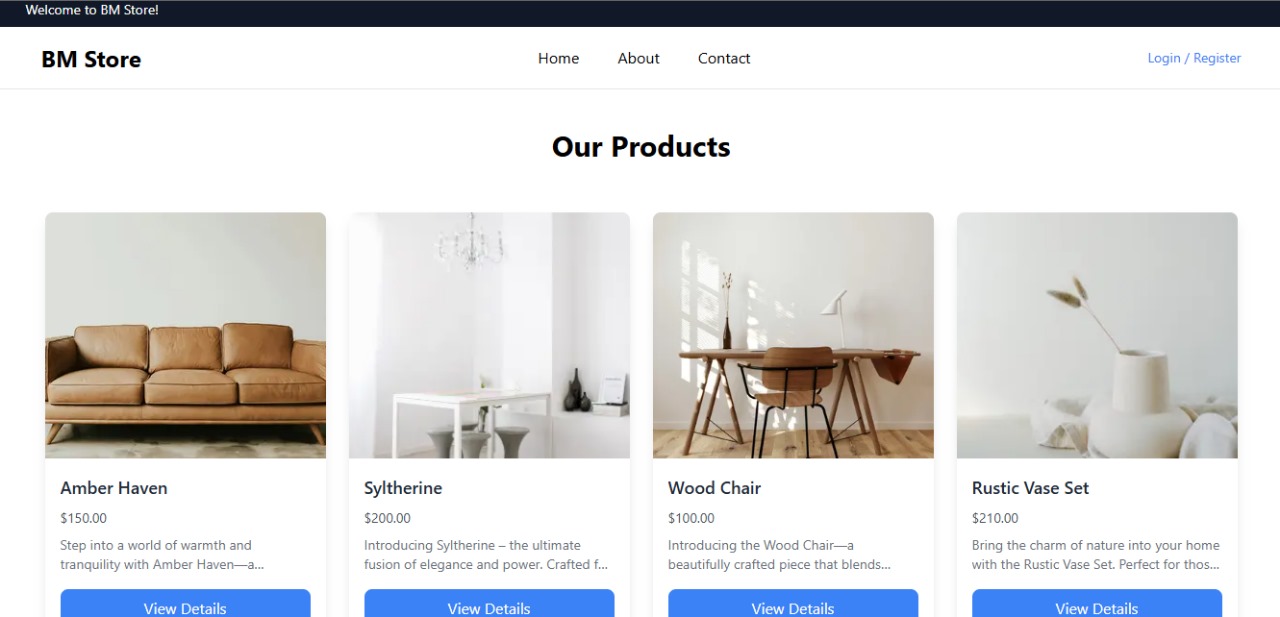 Welcome to BM Store!
BM Store
Home
About
Contact
Login / Register
Our Products
Amber Haven
$150.00
Step into a world of warmth and
tranquility with Amber Haven—a...
View Details
Syltherine
$200.00
Introducing Syltherine – the ultimate
fusion of elegance and power. Crafted f...
View Details
Wood Chair
$100.00
Introducing the Wood Chair—a
beautifully crafted piece that blends...
View Details
Rustic Vase Set
$210.00
Bring the charm of nature into your home
with the Rustic Vase Set. Perfect for thos...
View Details